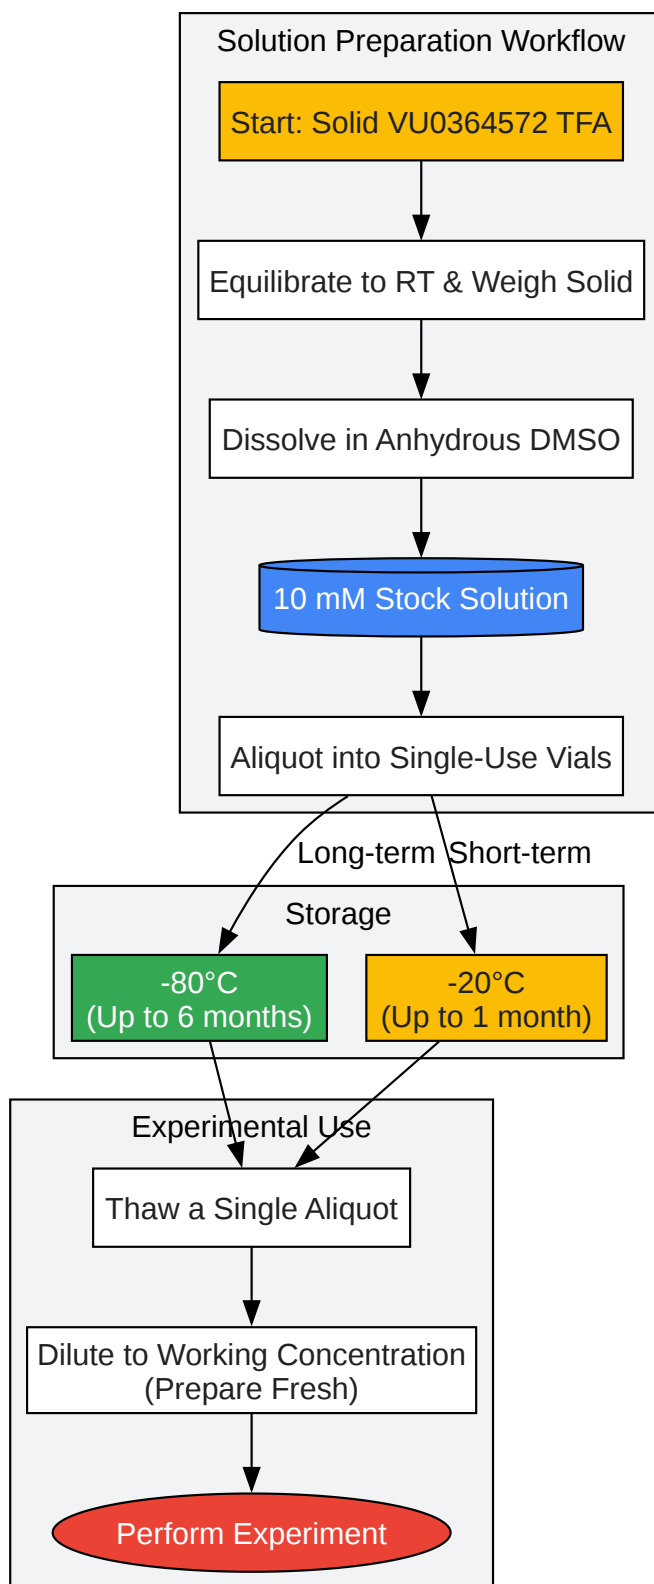 Solution Preparation Workflow
Start: Solid VU0364572 TFA
Equilibrate to RT & Weigh Solid
Dissolve in Anhydrous DMSO
10 mM Stock Solution
Aliquot into Single-Use Vials
Long-term
Short-term
Storage
-80°C
(Up to 6 months)
-20°C
(Up to 1 month)
Experimental Use
Thaw a Single Aliquot
Dilute to Working Concentration
(Prepare Fresh)
Perform Experiment